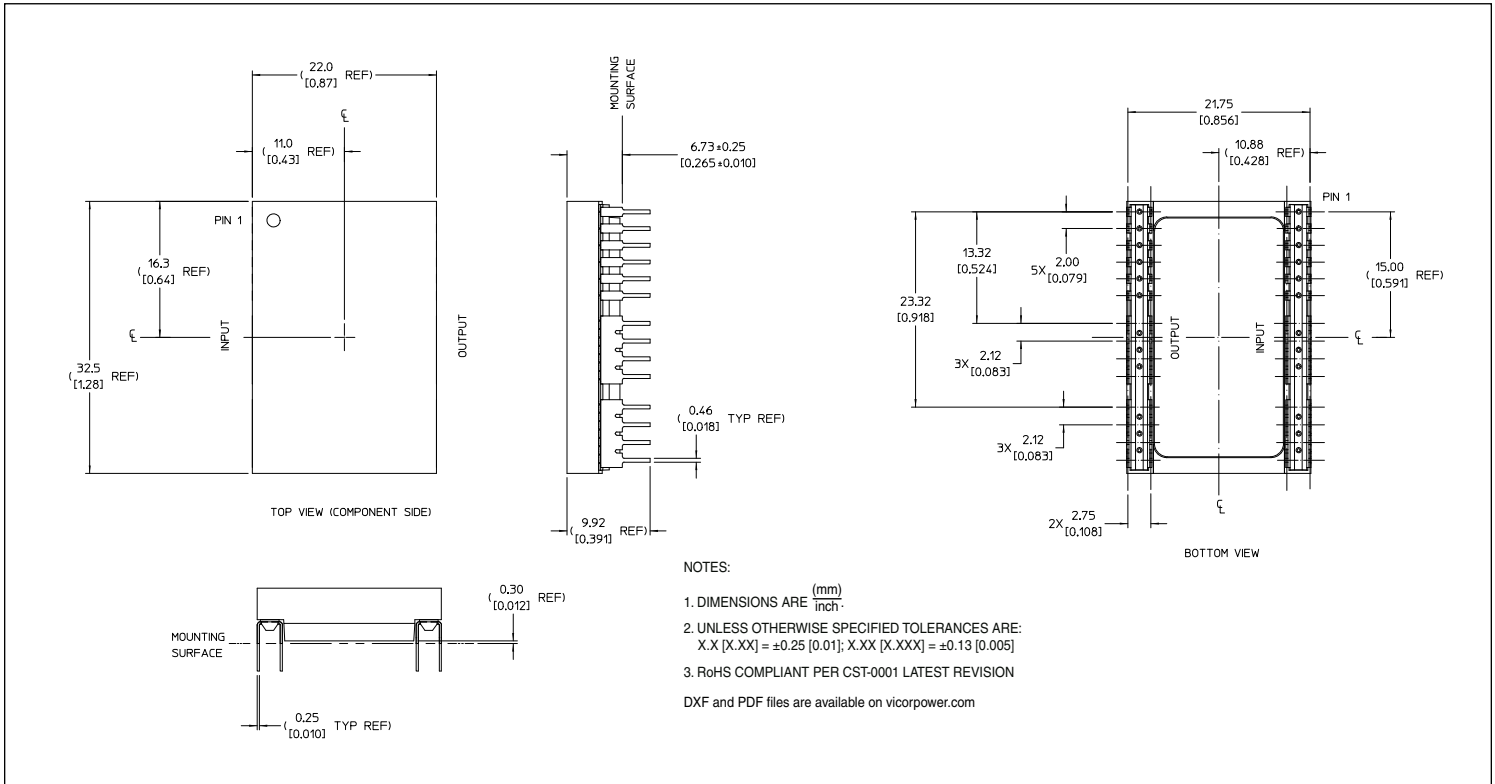 (22.0 [0.87] REF)
℄
(11.0 [0.43] REF)
PIN 1
(16.3 [0.64] REF)
℄
INPUT
OUTPUT
(32.5 [1.28] REF)
TOP VIEW (COMPONENT SIDE)
MOUNTING
SURFACE
6.73±0.25
[0.265±0.010]
(0.46 [0.018] TYP REF)
(9.92 [0.391] REF)
21.75
[0.856]
(10.88 [0.428] REF)
PIN 1
13.32
[0.524]
5X 2.00 [0.079]
(15.00 [0.591] REF)
23.32
[0.918]
OUTPUT
INPUT
℄
3X 2.12 [0.083]
3X 2.12 [0.083]
2X 2.75 [0.108]
℄
BOTTOM VIEW
MOUNTING
SURFACE
(0.30 [0.012] REF)
(0.25 [0.010] TYP REF)
NOTES:
1. DIMENSIONS ARE (mm)/inch.
2. UNLESS OTHERWISE SPECIFIED TOLERANCES ARE:
X.X [X.XX] = ±0.25 [0.01]; X.XX [X.XXX] = ±0.13 [0.005]
3. RoHS COMPLIANT PER CST-0001 LATEST REVISION
DXF and PDF files are available on vicorpower.com